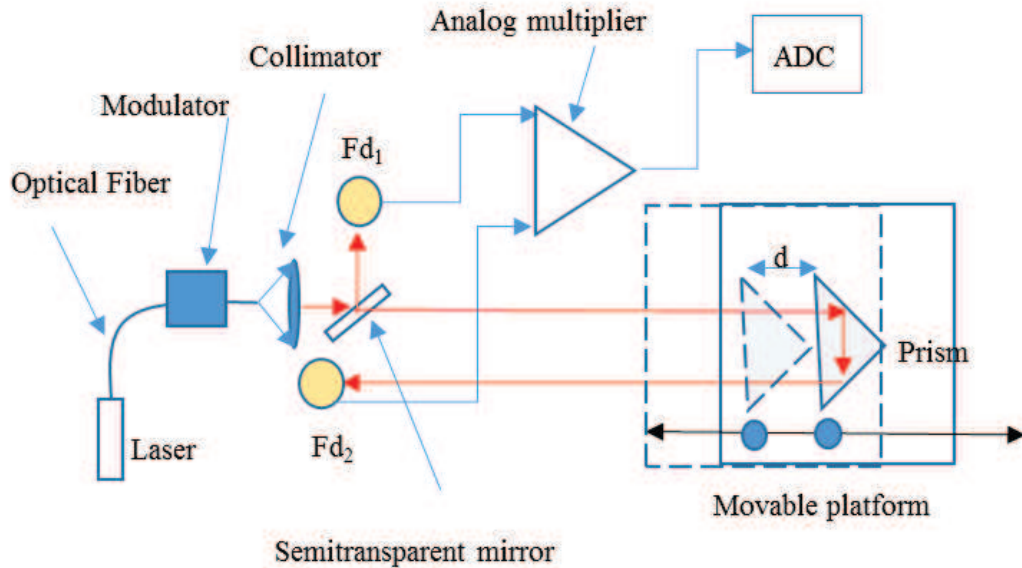 Analog multiplier
ADC
Collimator
Modulator
Fd₁
Optical Fiber
d
Prism
Laser
Fd₂
Movable platform
Semitransparent mirror